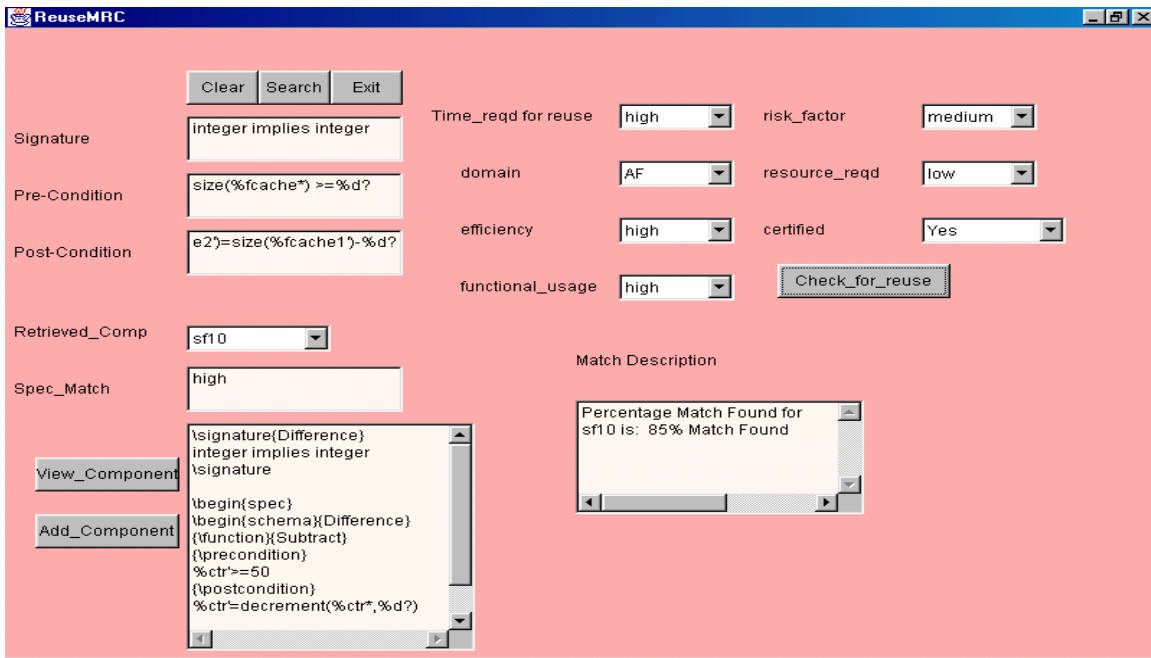 ReuseMRC
Clear Search Exit
Signature
integer implies integer
Pre-Condition
size(%fcache*) >=%d?
Post-Condition
e2')=size(%fcache1')-%d?
Time_reqd for reuse
high
risk_factor
medium
domain
AF
resource_reqd
low
efficiency
high
certified
Yes
functional_usage
high
Check_for_reuse
Retrieved_Comp
sf10
Spec_Match
high
Match Description
Percentage Match Found for
sf10 is: 85% Match Found
View_Component
Add_Component
\signature{Difference}
integer implies integer
\signature
\begin{spec}
\begin{schema}{Difference}
{\function}{Subtract}
{\precondition}
%ctr'>=50
{\postcondition}
%ctr'=decrement(%ctr*,%d?)